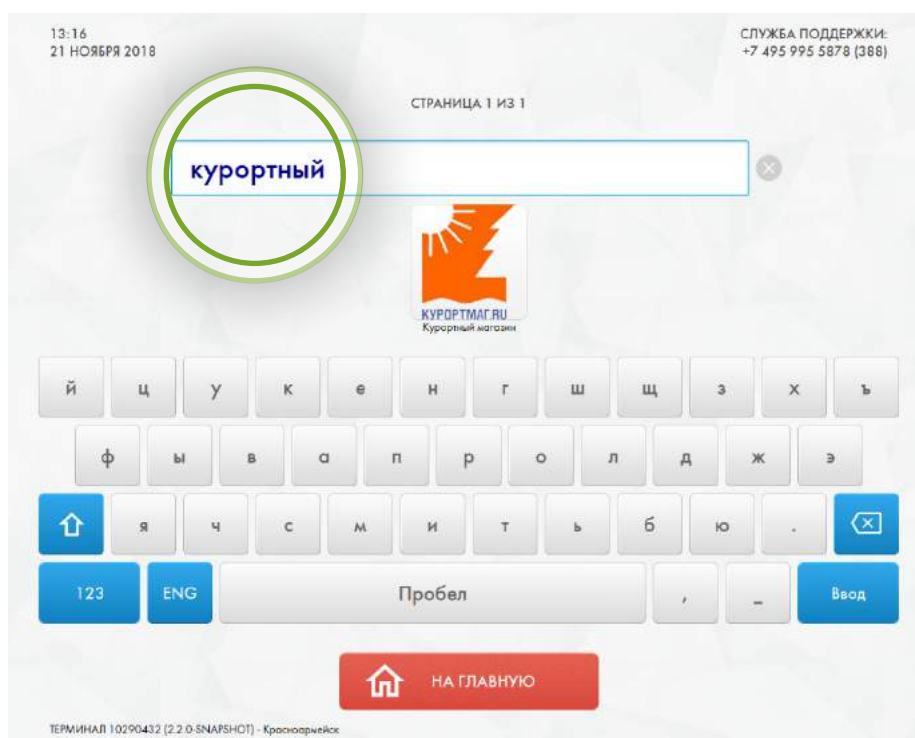 13:16
21 НОЯБРЯ 2018
СЛУЖБА ПОДДЕРЖКИ:
+7 495 995 5878 (388)
СТРАНИЦА 1 ИЗ 1
курортный
КУРОРТМАГ.RU
Курортный магазин
й ц у к е н г ш щ з х ъ
ф ы в а п р о л д ж э
я ч с м и т ь б ю .
123 ENG Пробел , _ Ввод
НА ГЛАВНУЮ
ТЕРМИНАЛ 10290432 (2.2.0-SNAPSHOT) - Красноармейск